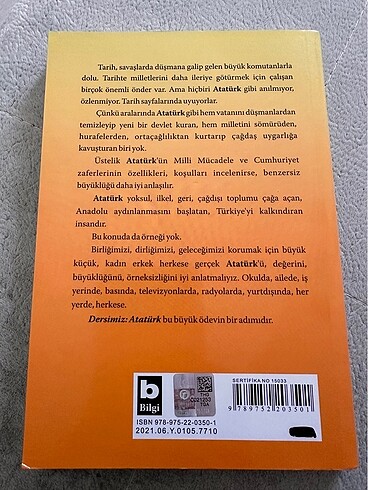 Tarih, savaşlarda düşmana galip gelen büyük komutanlarla
dolu. Tarihte milletlerini daha ileriye götürmek için çalışan
birçok önemli önder var. Ama hiçbiri Atatürk gibi anılmıyor,
özlenmiyor. Tarih sayfalarında uyuyorlar.
Çünkü aralarında Atatürk gibi hem vatanını düşmanlardan
temizleyip yeni bir devlet kuran, hem milletini sömürüden,
hurafelerden, ortaçağlılıktan kurtarıp çağdaş uygarlığa
kavuşturan biri yok.
Üstelik Atatürk'ün Milli Mücadele ve Cumhuriyet
zaferlerinin özellikleri, koşulları incelenirse, benzersiz
büyüklüğü daha iyi anlaşılır.
Atatürk yoksul, ilkel, geri, çağdışı toplumu çağa açan,
Anadolu aydınlanmasını başlatan, Türkiye'yi kalkındıran
insandır.
Bu konuda da örneği yok.
Birliğimizi, dirliğimizi, geleceğimizi korumak için büyük
küçük, kadın erkek herkese gerçek Atatürk'ü, değerini,
büyüklüğünü, örneksizliğini iyi anlatmalıyız. Okulda, ailede, iş
yerinde, basında, televizyonlarda, radyolarda, yurtdışında, her
yerde, herkese.
Dersimiz: Atatürk bu büyük ödevin bir adımıdır.
b
Bilgi
SERTİFİKA NO 15033
9 789752 203501
ISBN 978-975-22-0350-1
2021.06.Y.0105.7710